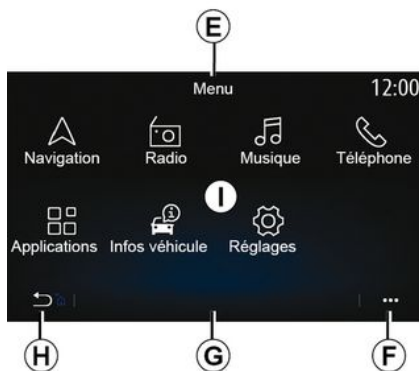 E
Menu 12:00
Navigation Radio Musique Téléphone
I
Applications Infos véhicule Réglages
H G F